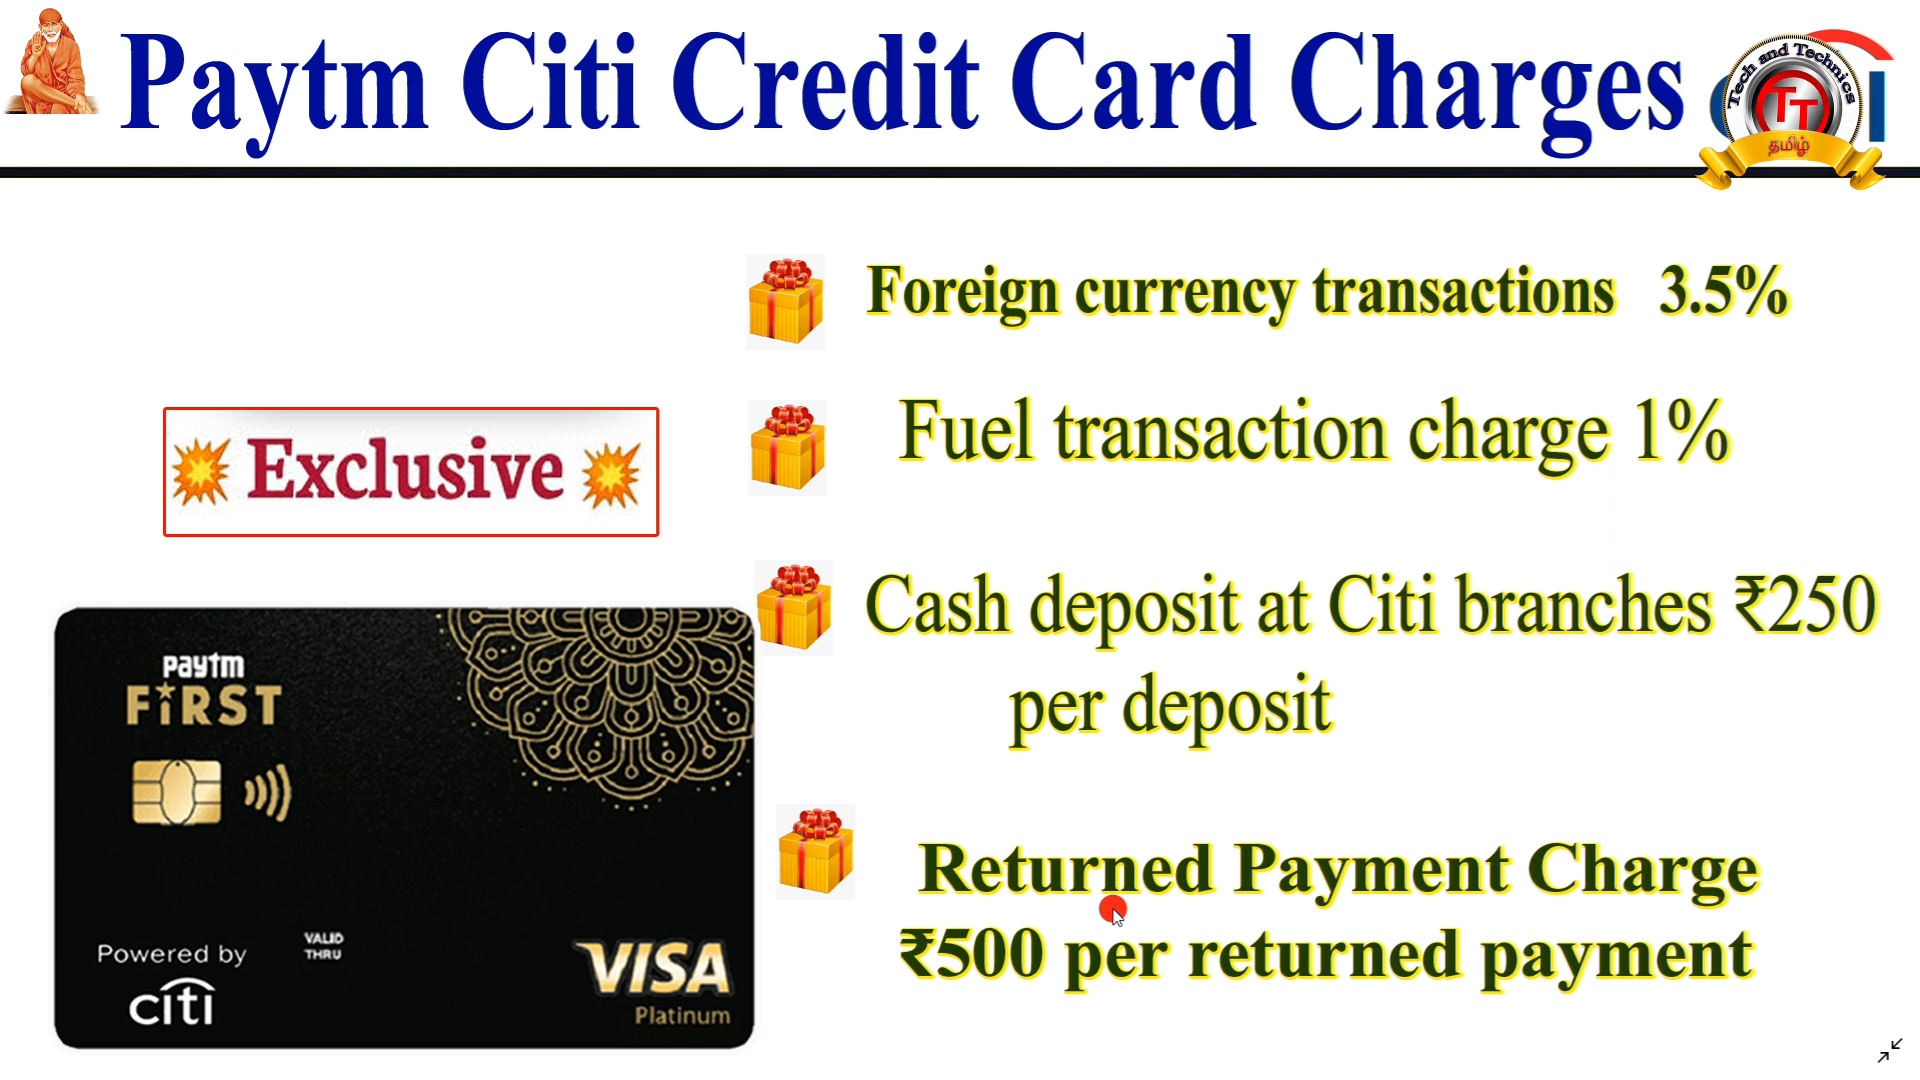 Paytm Citi Credit Card Charges
Tech and Technics
TT
தமிழ்
Foreign currency transactions 3.5%
Fuel transaction charge 1%
Exclusive
Cash deposit at Citi branches ₹250
per deposit
paytm
FIRST
Returned Payment Charge
₹500 per returned payment
VALID
THRU
Powered by
citi
VISA
Platinum